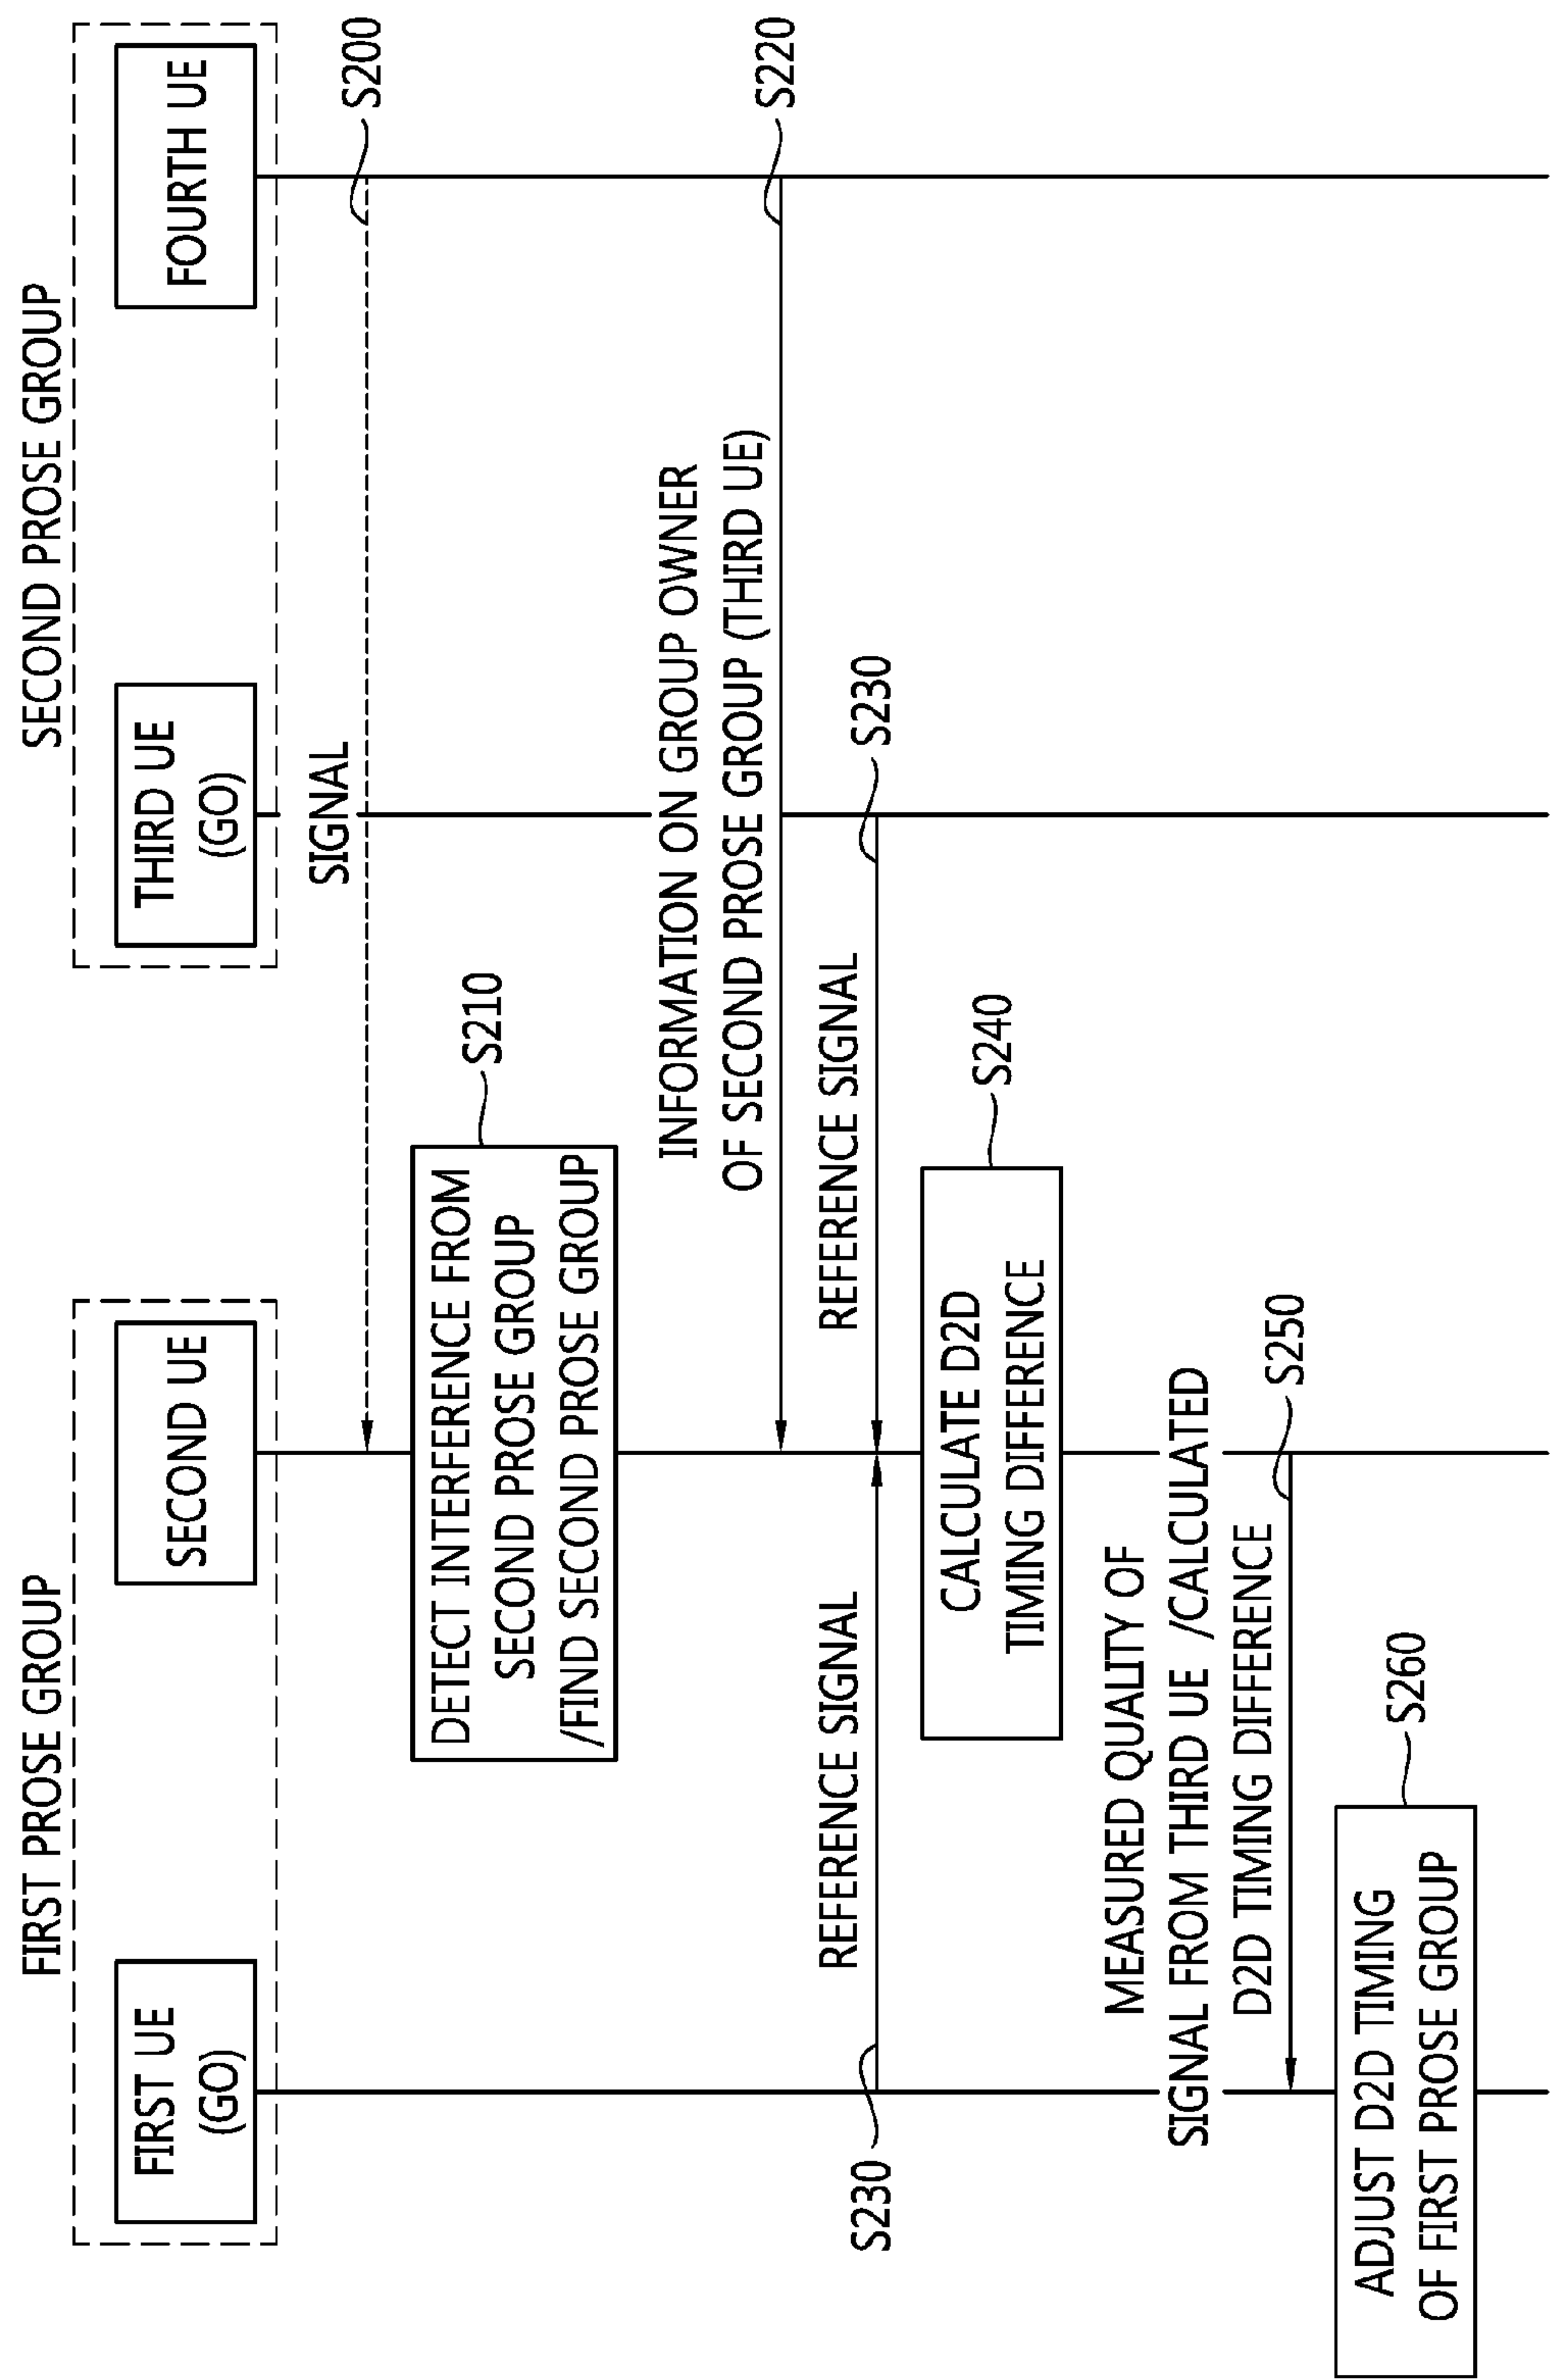 FIRST PROSE GROUP
SECOND PROSE GROUP
FIRST UE
(GO)
SECOND UE
THIRD UE
(GO)
FOURTH UE
SIGNAL
S200
DETECT INTERFERENCE FROM
SECOND PROSE GROUP
/FIND SECOND PROSE GROUP
S210
INFORMATION ON GROUP OWNER
OF SECOND PROSE GROUP (THIRD UE)
S220
S230
REFERENCE SIGNAL
REFERENCE SIGNAL
S230
CALCULATE D2D
TIMING DIFFERENCE
S240
MEASURED QUALITY OF
SIGNAL FROM THIRD UE /CALCULATED
D2D TIMING DIFFERENCE
S250
ADJUST D2D TIMING
OF FIRST PROSE GROUP
S260